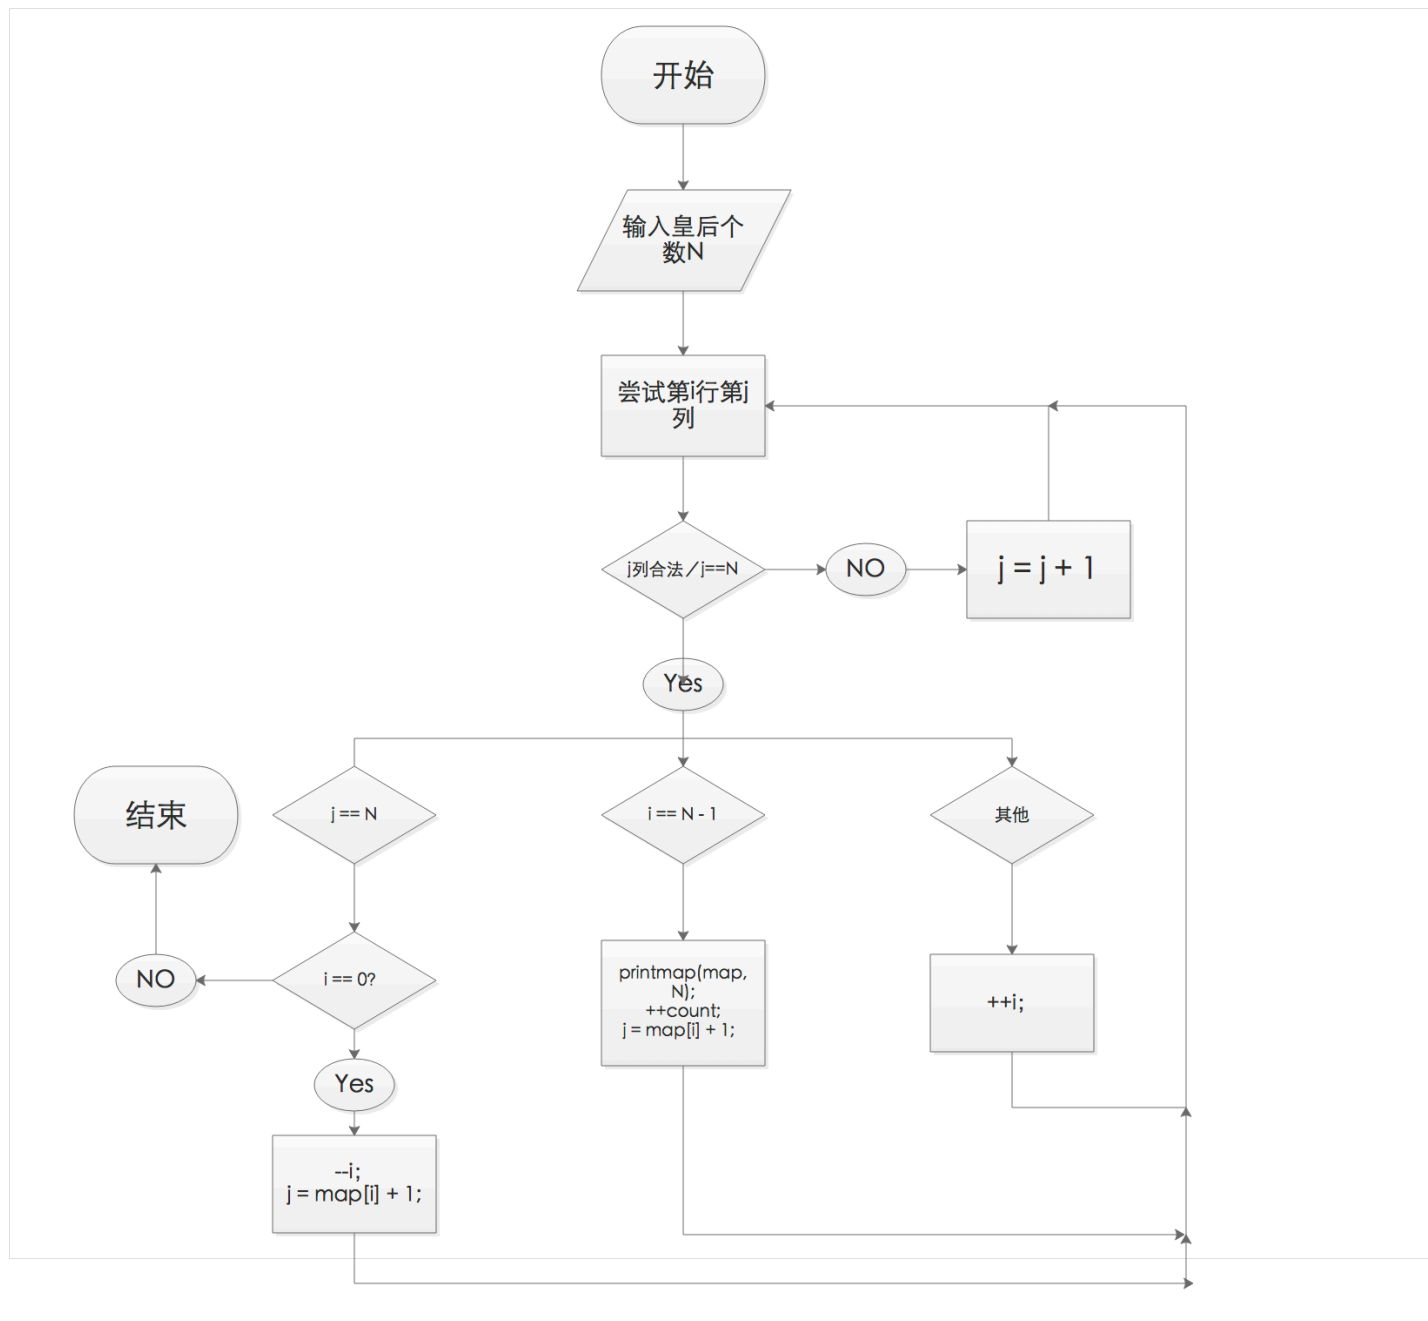 开始
输入皇后个
数N
尝试第i行第j
列
j列合法／j==N
NO
j = j + 1
Yes
结束
j == N
i == N - 1
其他
NO
i == 0?
printmap(map,
N);
++count;
j = map[i] + 1;
++i;
Yes
--i;
j = map[i] + 1;